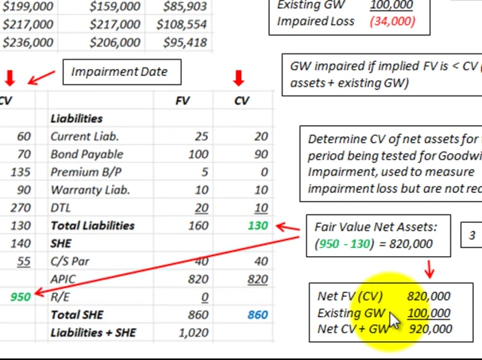 $199,000 $159,000 $85,903
$217,000 $217,000 $108,554
$236,000 $206,000 $95,418
Existing GW 100,000
Impaired Loss (34,000)
Impairment Date
GW impaired if implied FV is < CV (
assets + existing GW)
CV FV CV
Liabilities
60 Current Liab. 25 20
70 Bond Payable 100 90
135 Premium B/P 5 0
90 Warranty Liab. 10 10
270 DTL 20 10
130 Total Liabilities 160 130
140 SHE
55 C/S Par 40 40
APIC 820 820
950 R/E 0
Total SHE 860 860
Liabilities + SHE 1,020
Determine CV of net assets for
period being tested for Goodwi
Impairment, used to measure
impairment loss but are not rec
Fair Value Net Assets:
(950 - 130) = 820,000
3
Net FV (CV) 820,000
Existing GW 100,000
Net CV + GW 920,000